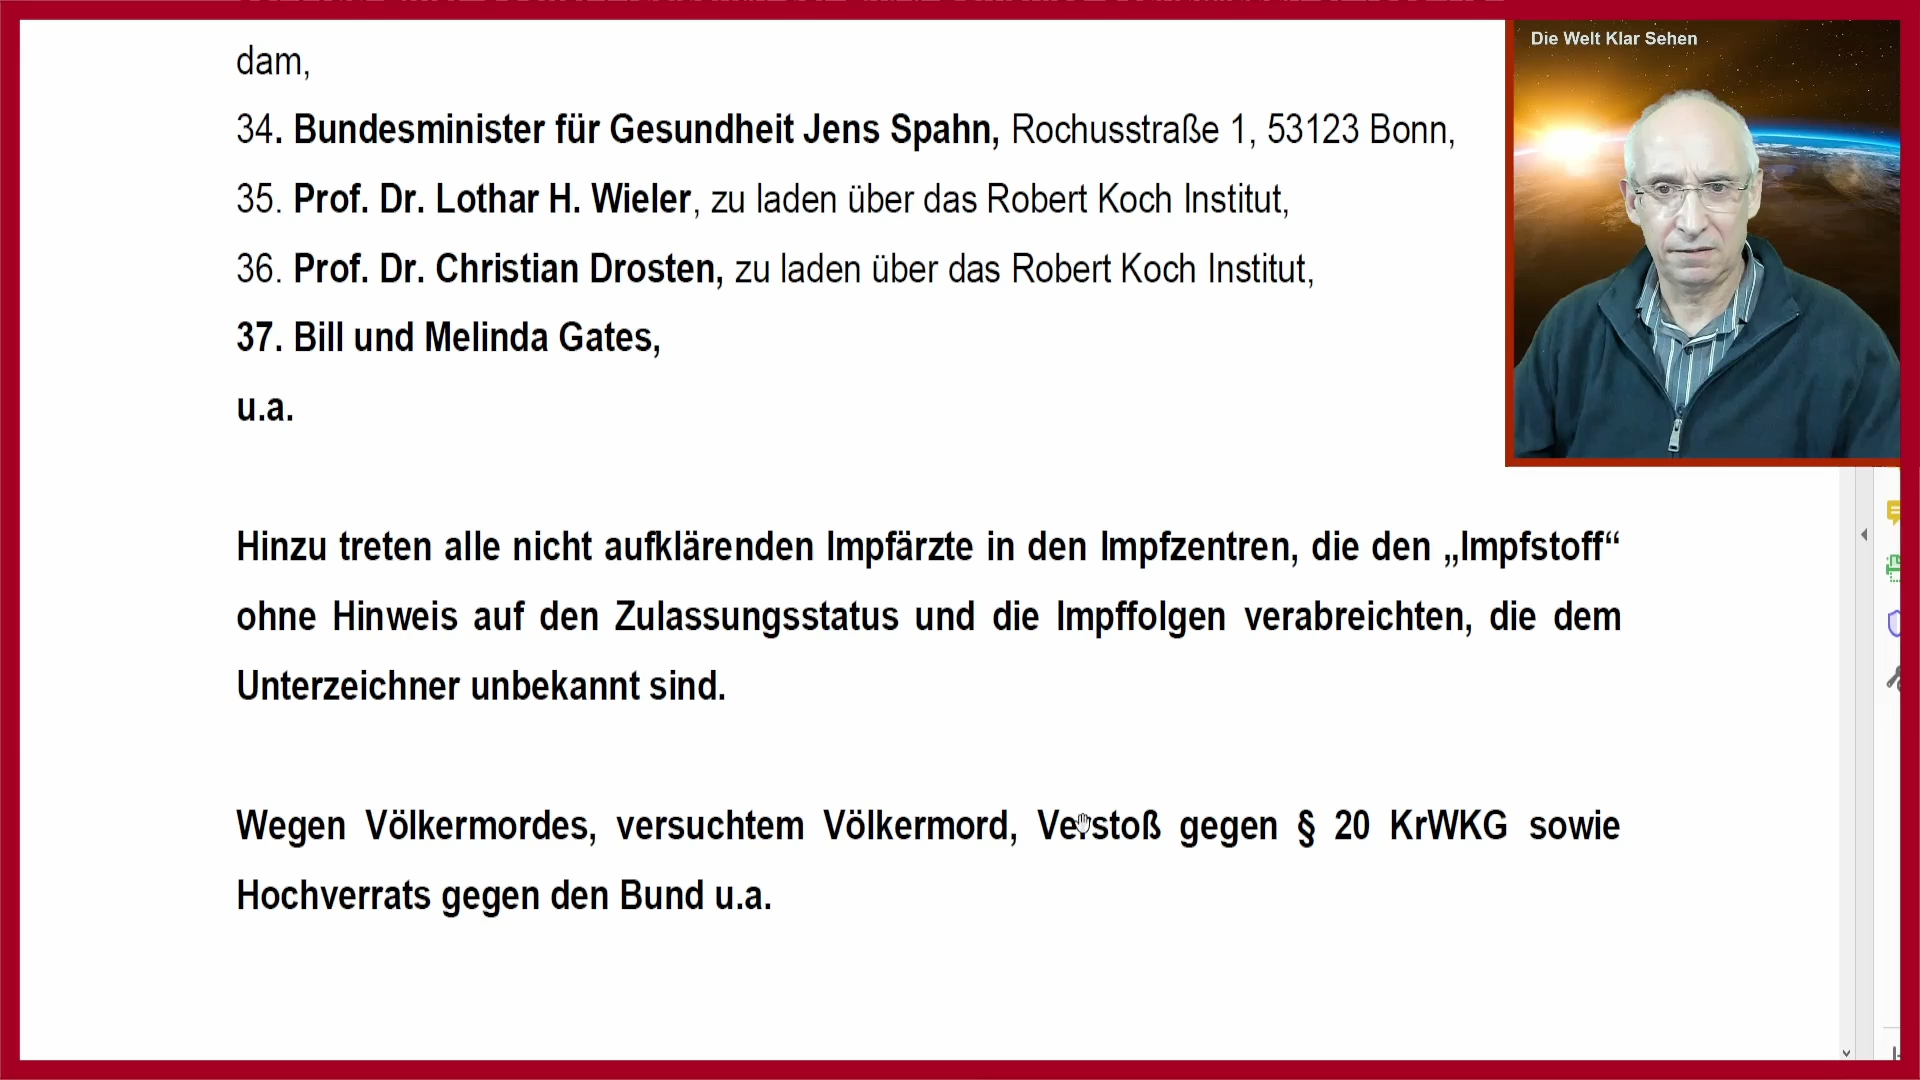 dam,
34. Bundesminister für Gesundheit Jens Spahn, Rochusstraße 1, 53123 Bonn,
35. Prof. Dr. Lothar H. Wieler, zu laden über das Robert Koch Institut,
36. Prof. Dr. Christian Drosten, zu laden über das Robert Koch Institut,
37. Bill und Melinda Gates,
u.a.
Hinzu treten alle nicht aufklärenden Impfärzte in den Impfzentren, die den „Impfstoff“
ohne Hinweis auf den Zulassungsstatus und die Impffolgen verabreichten, die dem
Unterzeichner unbekannt sind.
Wegen Völkermordes, versuchtem Völkermord, Verstoß gegen § 20 KrWKG sowie
Hochverrats gegen den Bund u.a.
Die Welt Klar Sehen